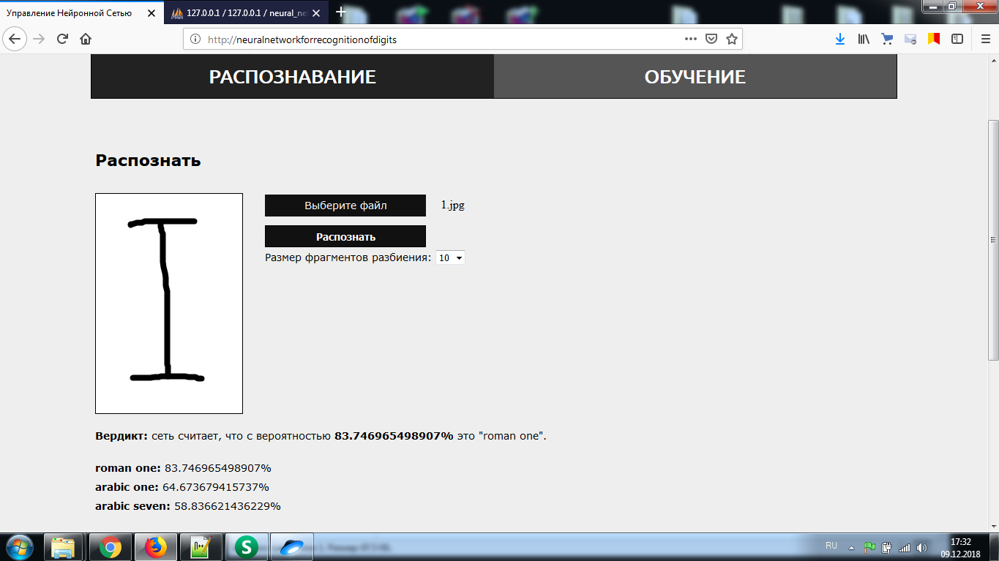 Управление Нейронной Сетью
127.0.0.1 / 127.0.0.1 / neural_ne
http://neuralnetworkforrecognitionofdigits
РАСПОЗНАВАНИЕ
ОБУЧЕНИЕ
Распознать
Выберите файл
1.jpg
Распознать
Размер фрагментов разбиения: 10
Вердикт: сеть считает, что с вероятностью 83.746965498907% это "roman one".
roman one: 83.746965498907%
arabic one: 64.673679415737%
arabic seven: 58.836621436229%
RU
17:32
09.12.2018